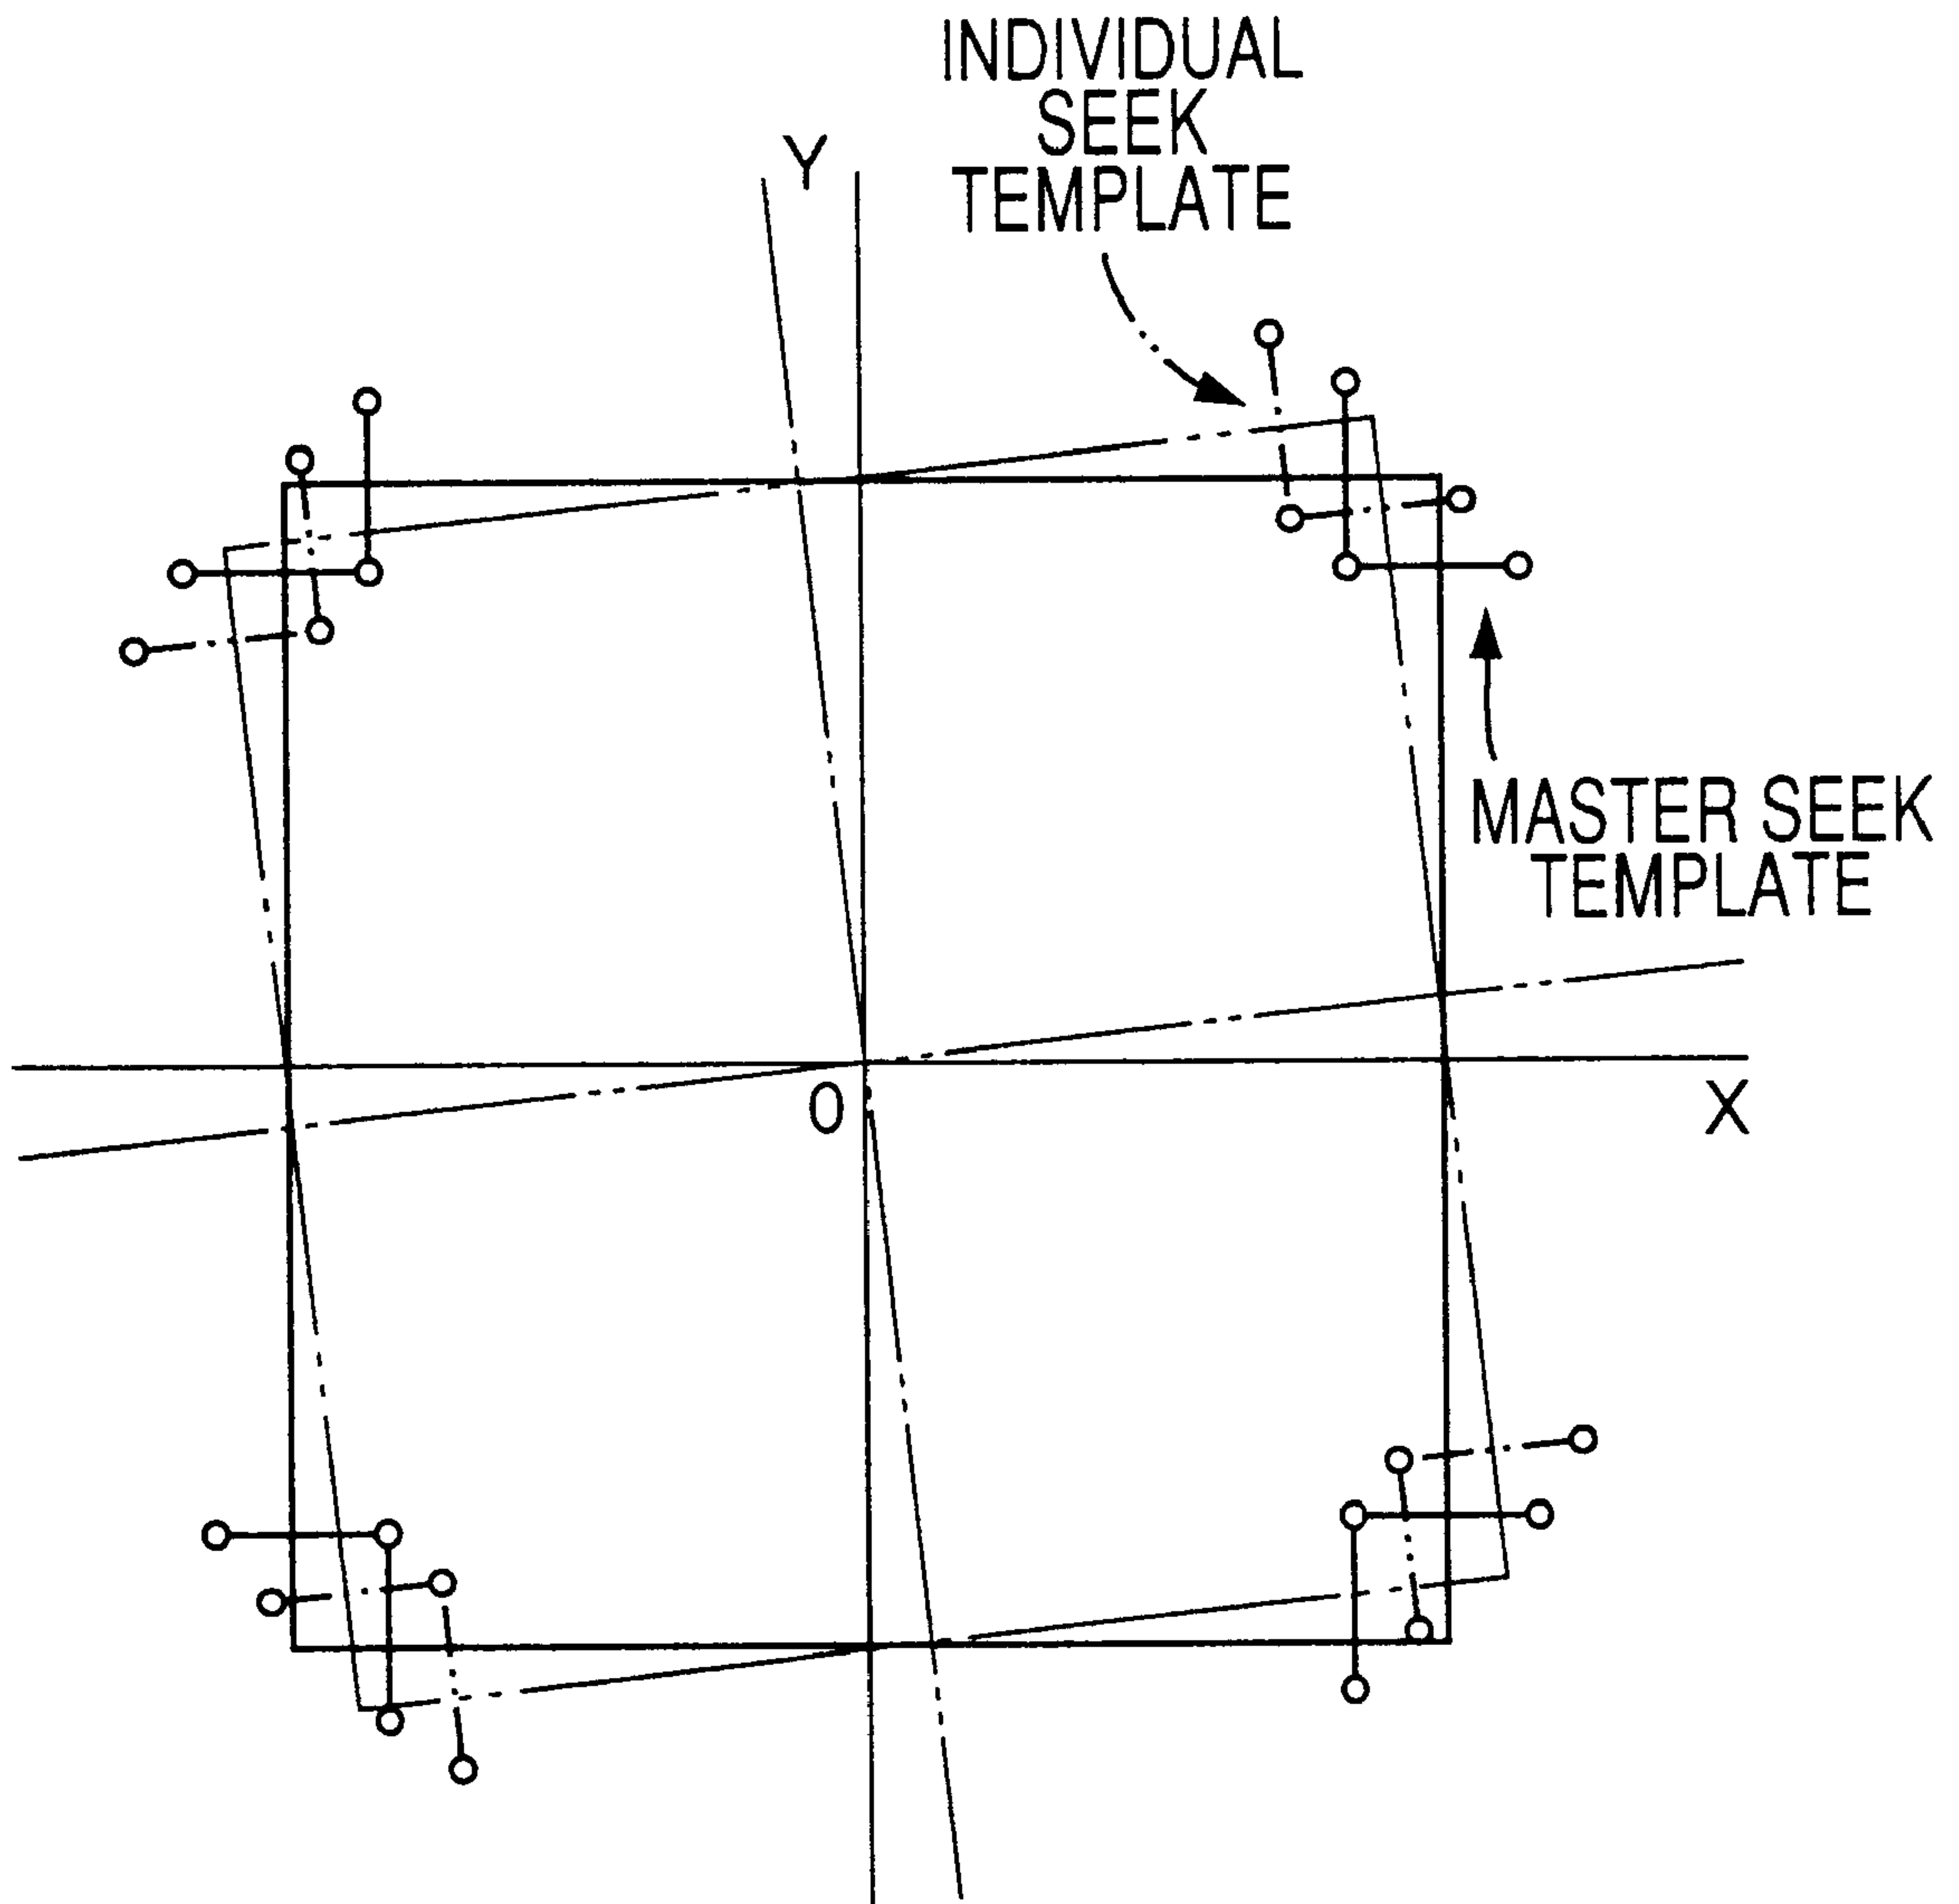 INDIVIDUAL
SEEK
TEMPLATE
Y
MASTER SEEK
TEMPLATE
0
X